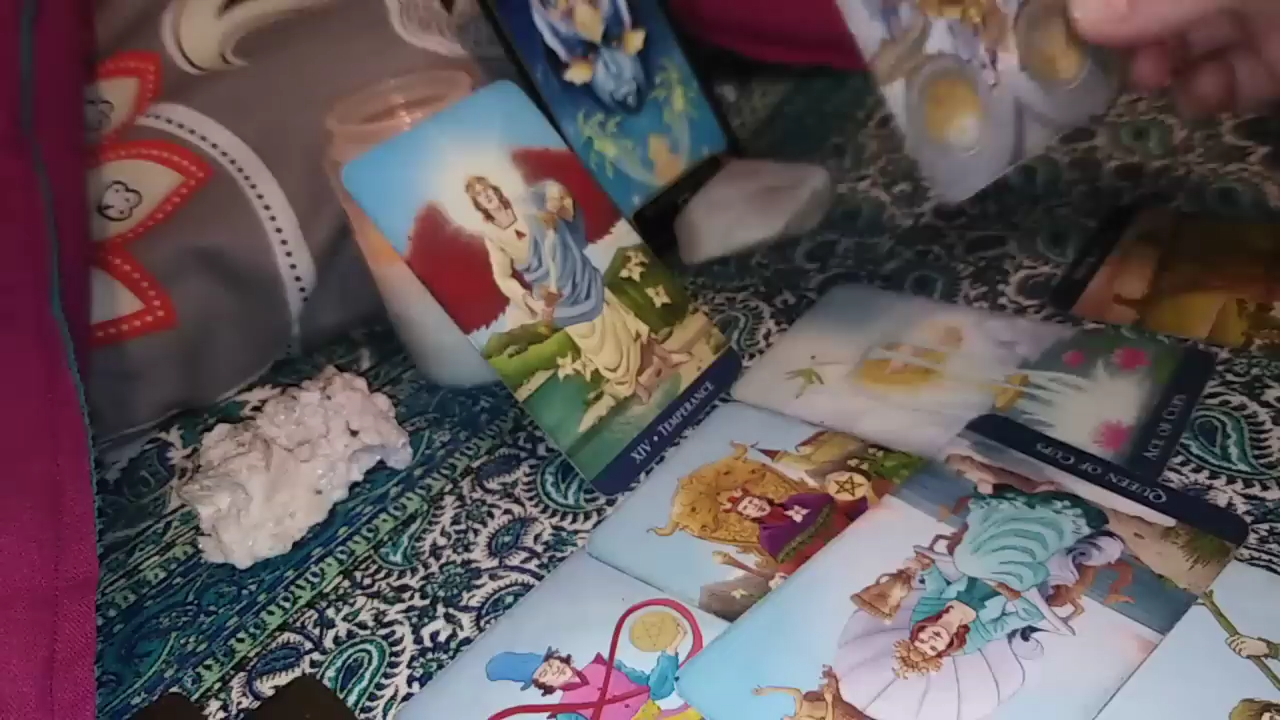 XIV • TEMPERANCE
ACE OF CUPS
QUEEN OF CUPS